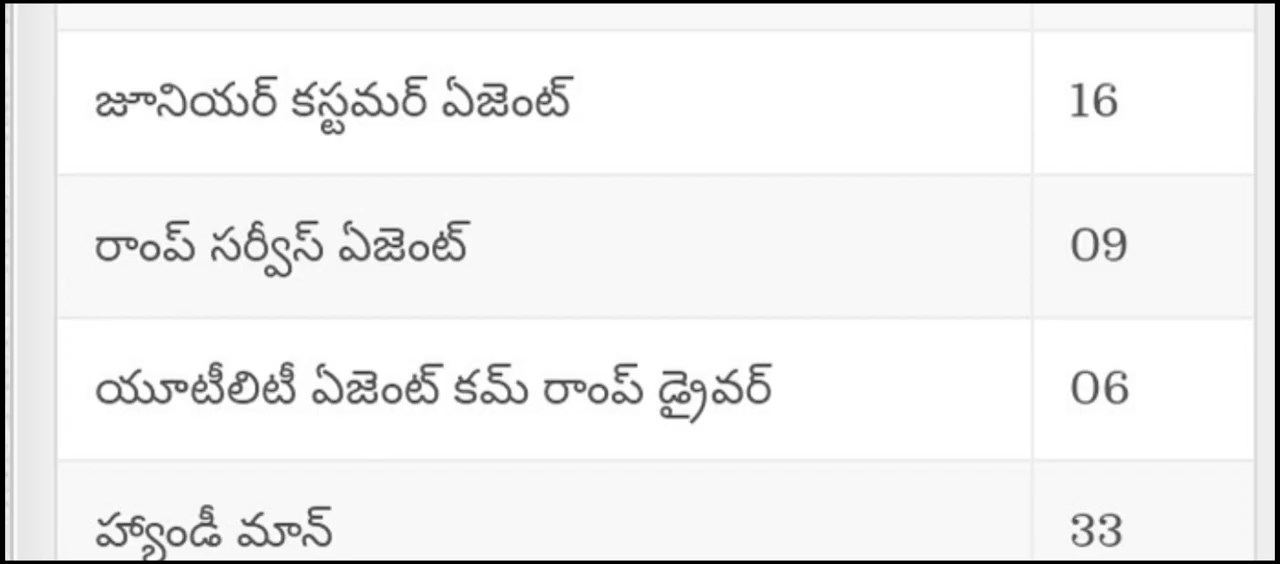 జూనియర్ కస్టమర్ ఏజెంట్ 16
రాంప్ సర్వీస్ ఏజెంట్ 09
యూటీలిటీ ఏజెంట్ కమ్ రాంప్ డ్రైవర్ 06
హ్యాండీ మాన్ 33